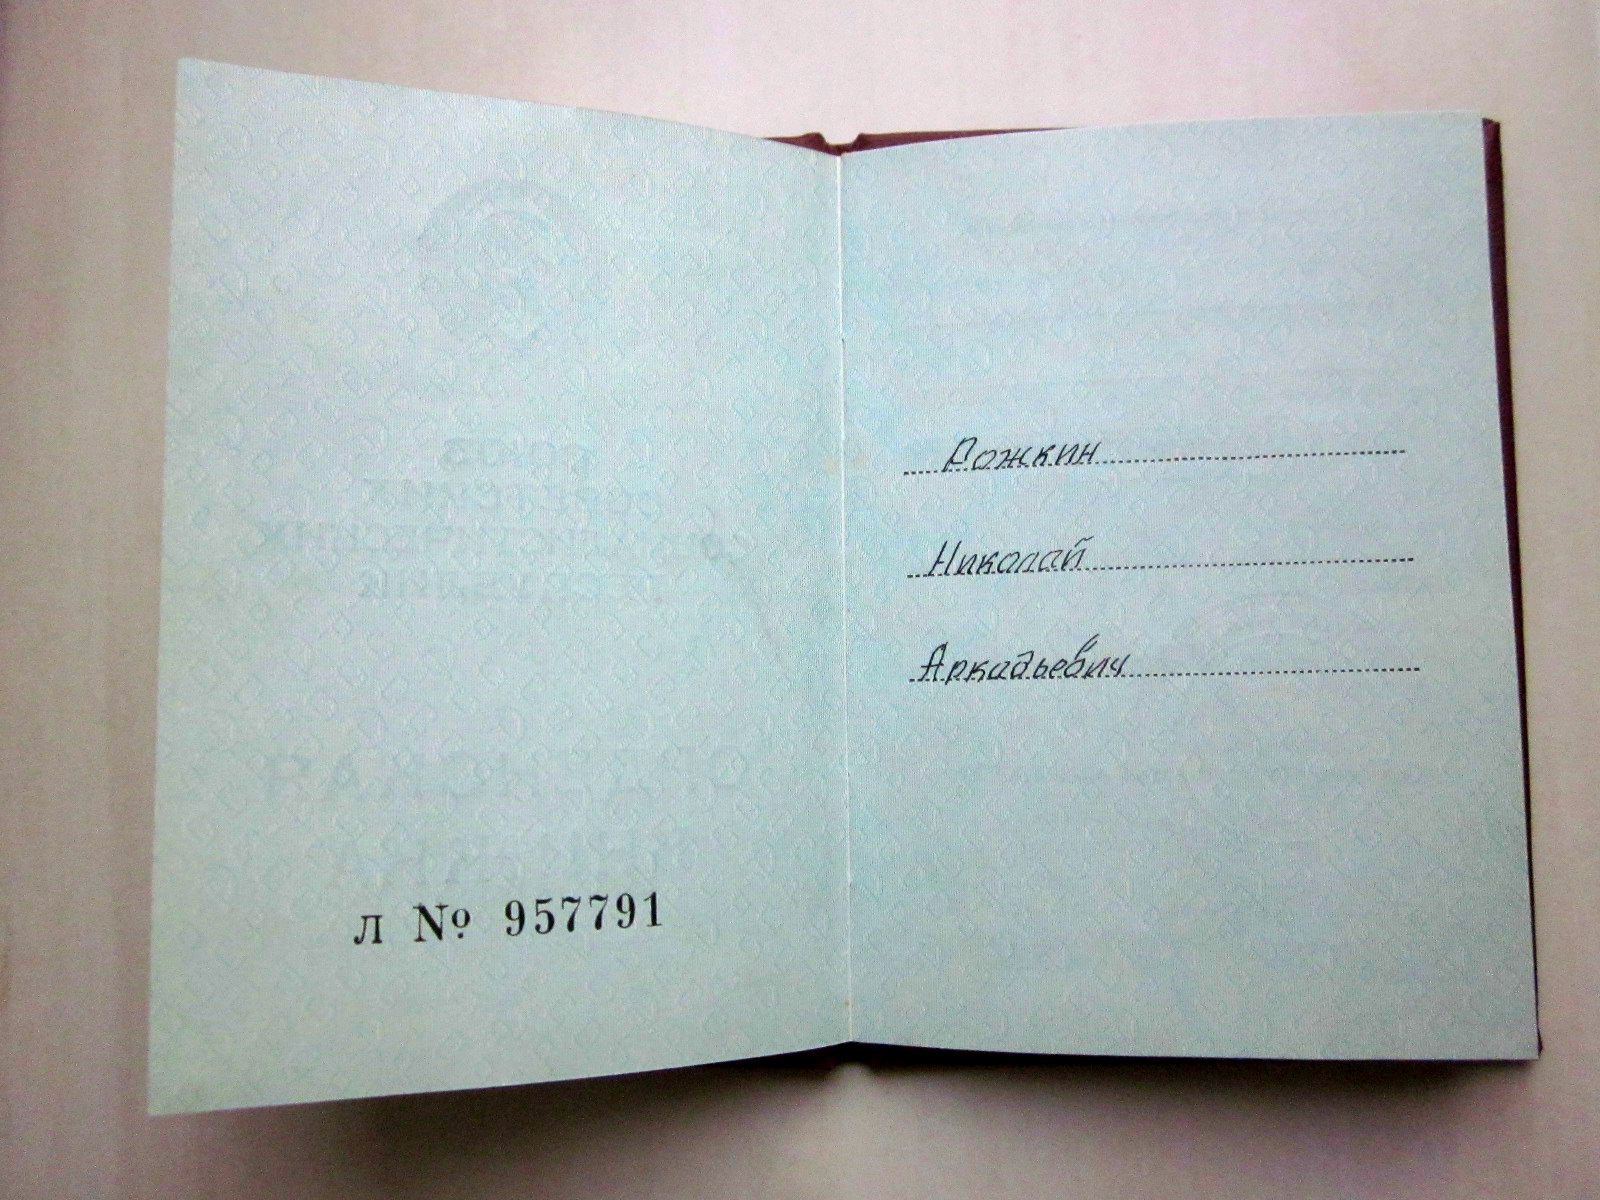 Л № 957791
Рожкин
Николай
Аркадьевич